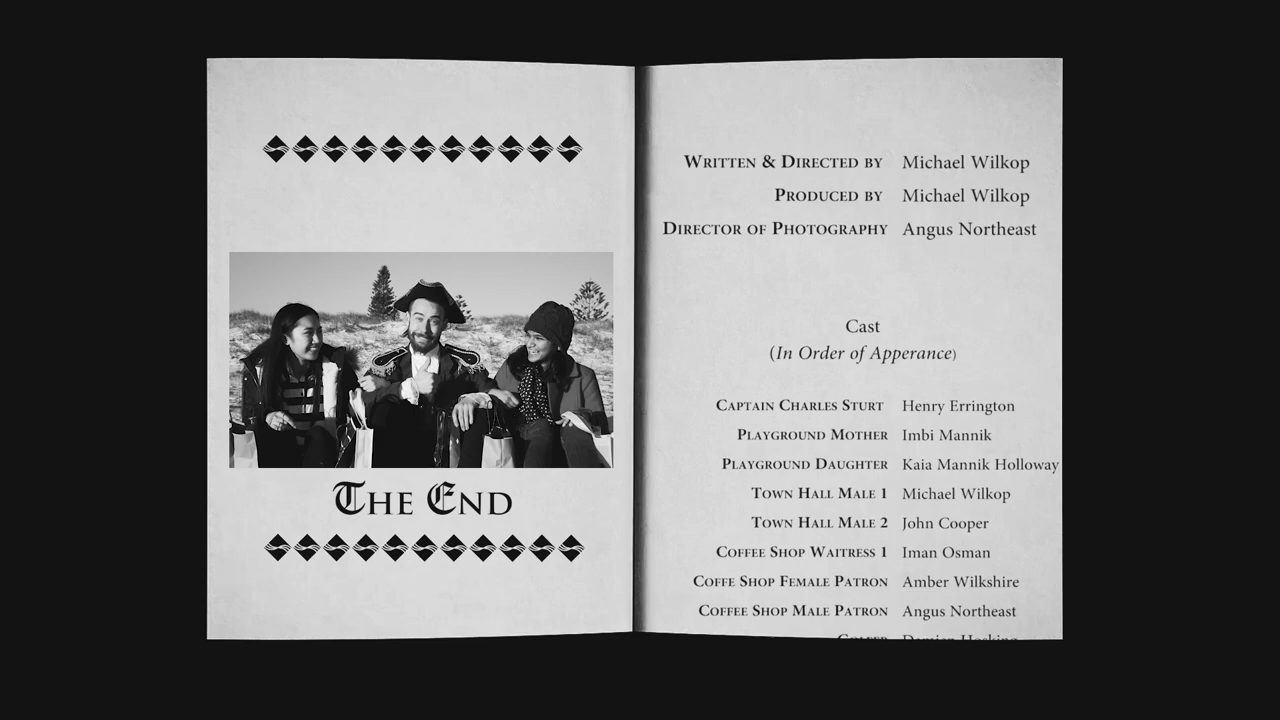 The End
Written & Directed by Michael Wilkop
Produced by Michael Wilkop
Director of Photography Angus Northeast
Cast
(In Order of Apperance)
Captain Charles Sturt Henry Errington
Playground Mother Imbi Mannik
Playground Daughter Kaia Mannik Holloway
Town Hall Male 1 Michael Wilkop
Town Hall Male 2 John Cooper
Coffee Shop Waitress 1 Iman Osman
Coffe Shop Female Patron Amber Wilkshire
Coffee Shop Male Patron Angus Northeast